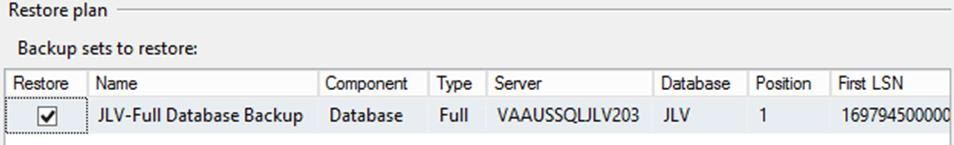 Restore plan
Backup sets to restore:
Restore Name Component Type Server Database Position First LSN
JLV-Full Database Backup Database Full VAAUSSQLJLV203 JLV 1 169794500000